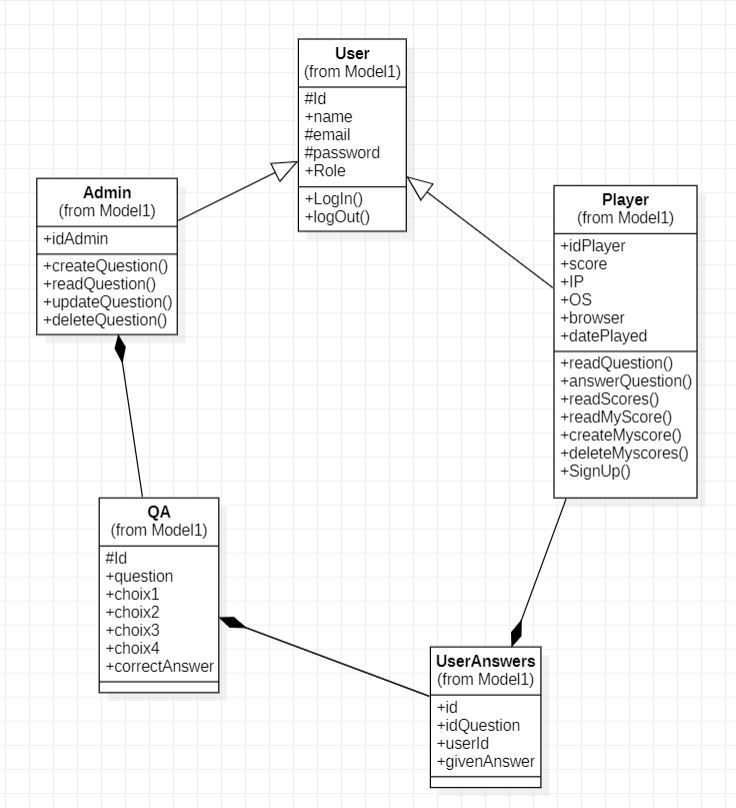 User
(from Model1)
#Id
+name
#email
#password
+Role
+LogIn()
+logOut()
Admin
(from Model1)
+idAdmin
+createQuestion()
+readQuestion()
+updateQuestion()
+deleteQuestion()
Player
(from Model1)
+idPlayer
+score
+IP
+OS
+browser
+datePlayed
+readQuestion()
+answerQuestion()
+readScores()
+readMyScore()
+createMyscore()
+deleteMyscores()
+SignUp()
QA
(from Model1)
#Id
+question
+choix1
+choix2
+choix3
+choix4
+correctAnswer
UserAnswers
(from Model1)
+id
+idQuestion
+userId
+givenAnswer